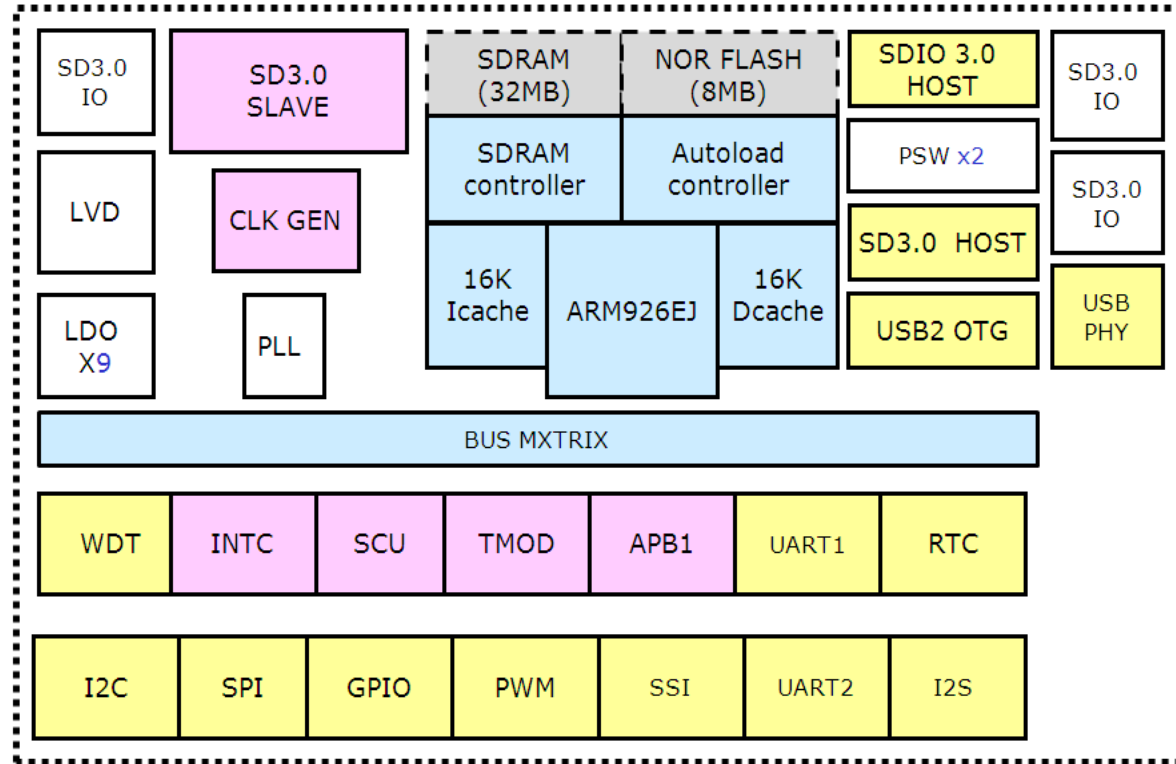 SD3.0
IO
SD3.0
SLAVE
SDRAM
(32MB)
NOR FLASH
(8MB)
SDIO 3.0
HOST
SD3.0
IO
LVD
CLK GEN
SDRAM
controller
Autoload
controller
PSW x2
SD3.0
IO
SD3.0 HOST
LDO
X9
PLL
16K
Icache
ARM926EJ
16K
Dcache
USB2 OTG
USB
PHY
BUS MXTRIX
WDT
INTC
SCU
TMOD
APB1
UART1
RTC
I2C
SPI
GPIO
PWM
SSI
UART2
I2S